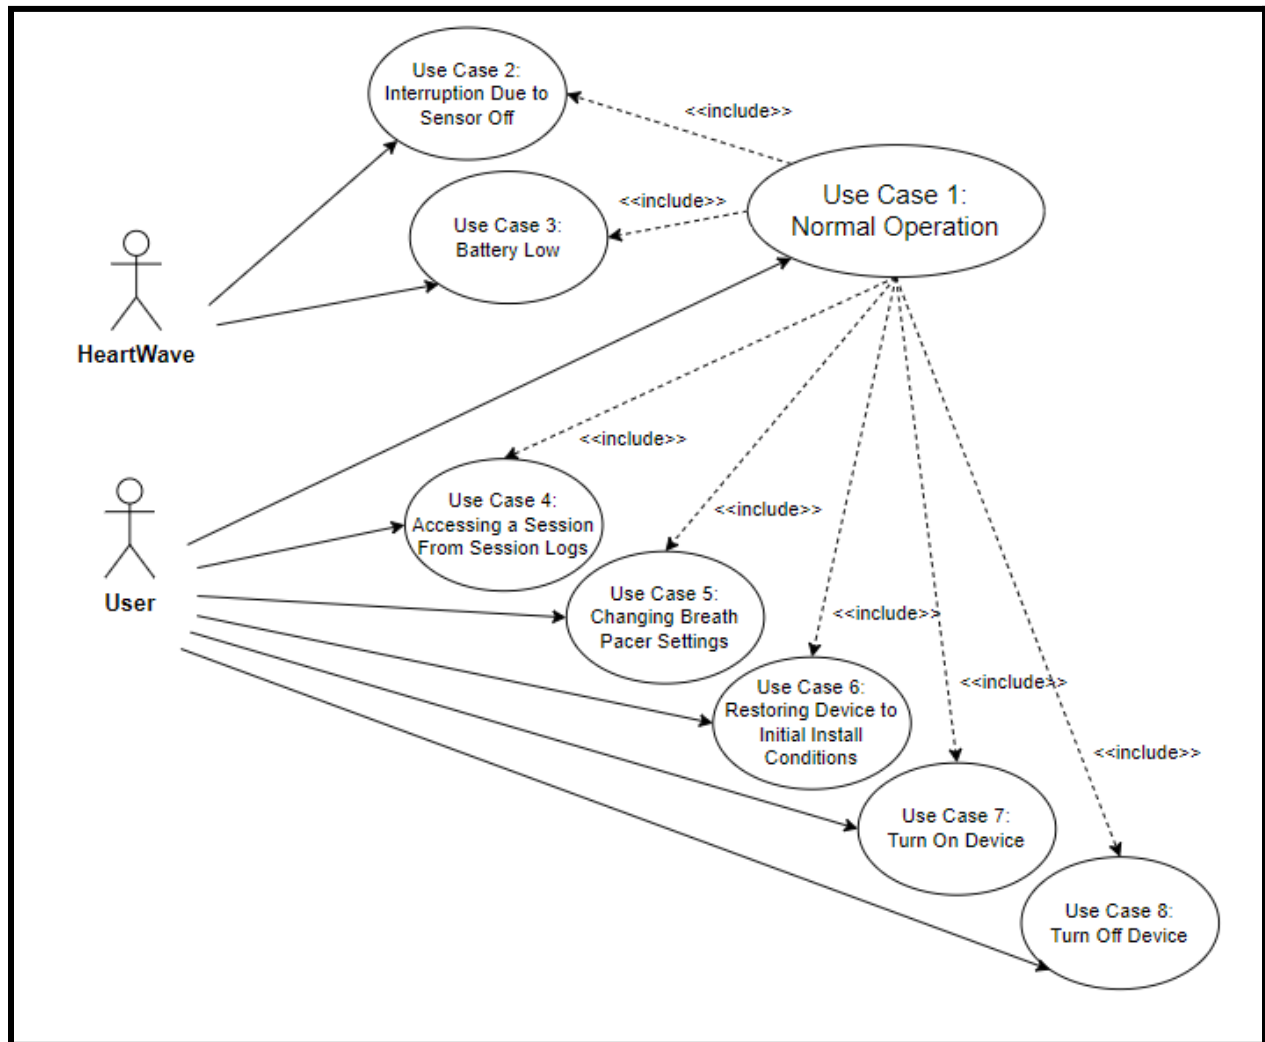 Use Case 2:
Interruption Due to
Sensor Off
<<include>>
Use Case 1:
Normal Operation
<<include>>
Use Case 3:
Battery Low
HeartWave
<<include>>
Use Case 4:
Accessing a Session
From Session Logs
<<include>>
User
Use Case 5:
Changing Breath
Pacer Settings
<<include>>
Use Case 6:
Restoring Device to
Initial Install
Conditions
<<include>>
Use Case 7:
Turn On Device
<<include>>
Use Case 8:
Turn Off Device